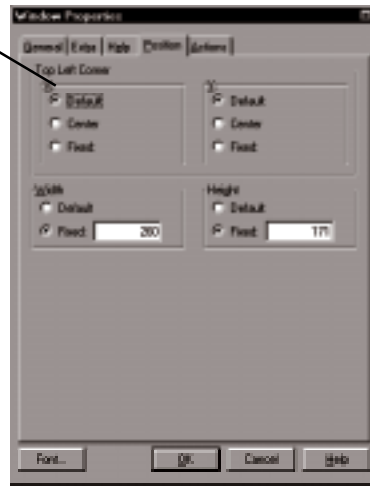 Window Properties
General Extra Help Position Actions
Top Left Corner
X Y
Default Default
Center Center
Fixed: Fixed:
Width Height
Default Default
Fixed: 260 Fixed: 171
Font... OK Cancel Help